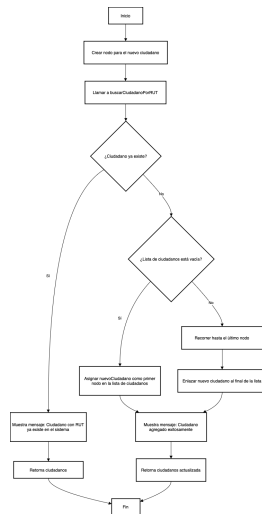 Inicio
Crear nodo para el nuevo ciudadano
Llamar a buscarCiudadanoPorRUT
¿Ciudadano ya existe?
No
¿Lista de ciudadanos está vacía?
Sí
Sí
No
Recorrer hasta el último nodo
Asignar nuevoCiudadano como primer
nodo en la lista de ciudadanos
Enlazar nuevo ciudadano al final de la lista
Muestra mensaje: Ciudadano con RUT
ya existe en el sistema
Muestra mensaje: Ciudadano
agregado exitosamente
Retorna ciudadanos
Retorna ciudadanos actualizada
Fin